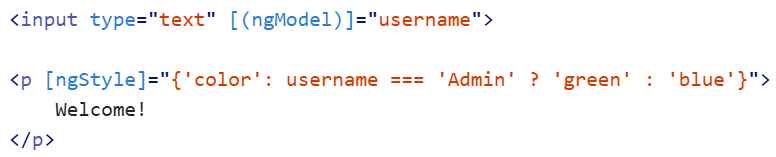 <input type="text" [(ngModel)]="username">
<p [ngStyle]="{'color': username === 'Admin' ? 'green' : 'blue'}">
Welcome!
</p>